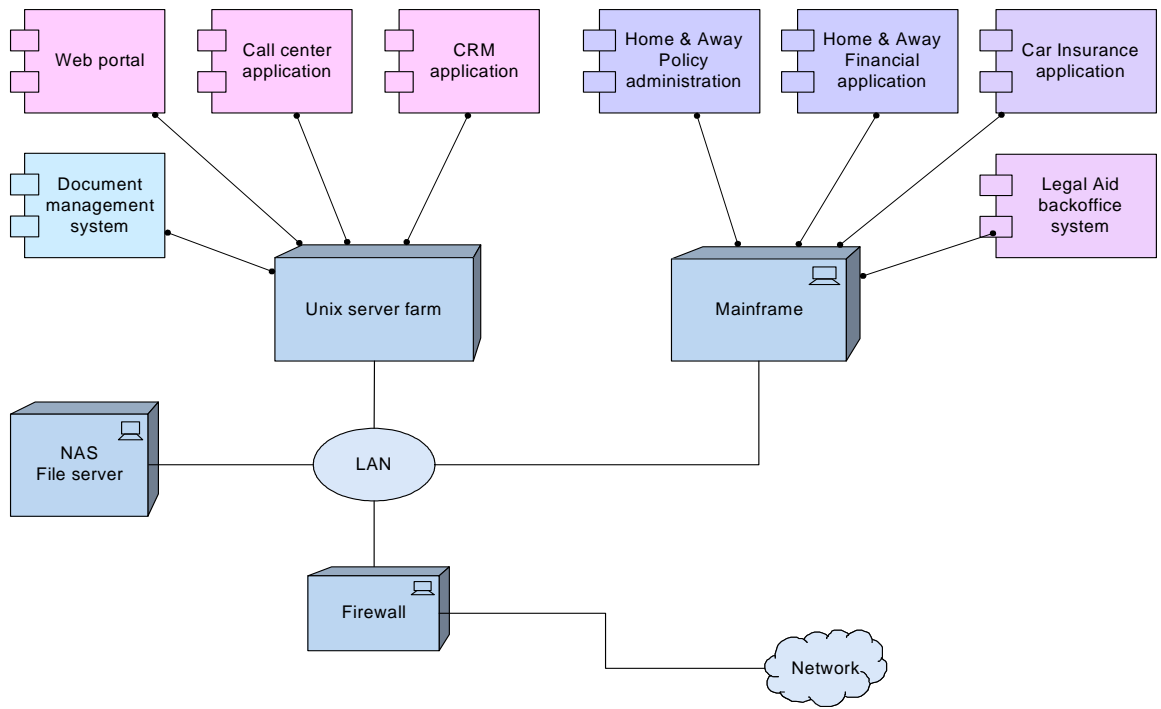 Web portal
Call center
application
CRM
application
Home & Away
Policy
administration
Home & Away
Financial
application
Car Insurance
application
Document
management
system
Legal Aid
backoffice
system
Unix server farm
Mainframe
NAS
File server
LAN
Firewall
Network